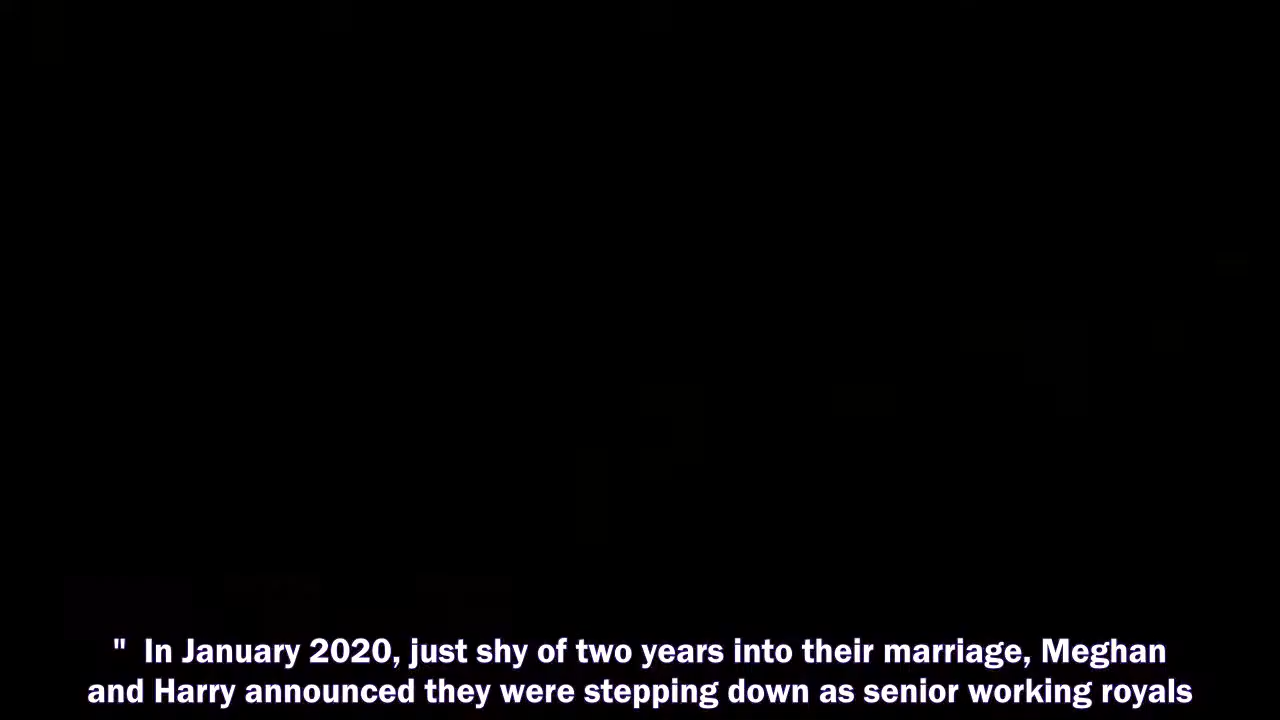 " In January 2020, just shy of two years into their marriage, Meghan
and Harry announced they were stepping down as senior working royals